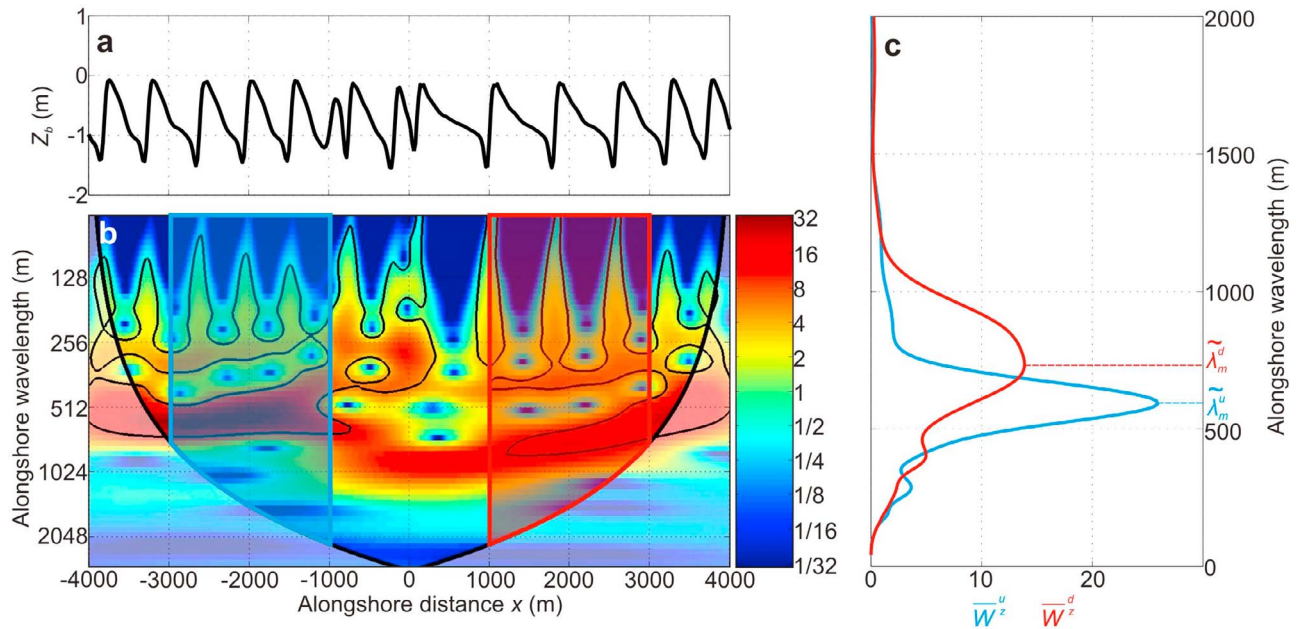 a
1
0
-1
-2
Z_b (m)
b
128
256
512
1024
2048
Alongshore wavelength (m)
-4000 -3000 -2000 -1000 0 1000 2000 3000 4000
Alongshore distance x (m)
32
16
8
4
2
1
1/2
1/4
1/8
1/16
1/32
c
2000
1500
1000
500
0
Alongshore wavelength (m)
λ̃_m^d
λ̃_m^u
0 10 20
W̅_z^u W̅_z^d